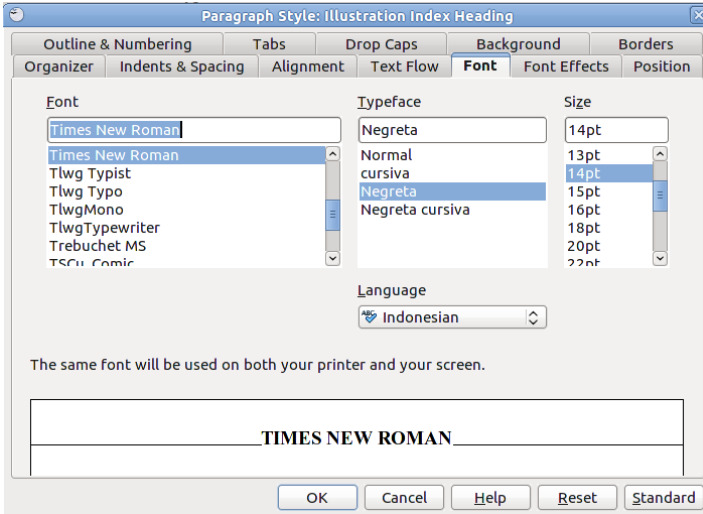 Paragraph Style: Illustration Index Heading
Outline & Numbering Tabs Drop Caps Background Borders
Organizer Indents & Spacing Alignment Text Flow Font Font Effects Position
Font Typeface Size
Times New Roman Negreta 14pt
Times New Roman Normal 13pt
Tlwg Typist cursiva 14pt
Tlwg Typo Negreta 15pt
TlwgMono Negreta cursiva 16pt
TlwgTypewriter 18pt
Trebuchet MS 20pt
TSCu_Comic 22pt
Language
ABC Indonesian
The same font will be used on both your printer and your screen.
TIMES NEW ROMAN
OK Cancel Help Reset Standard